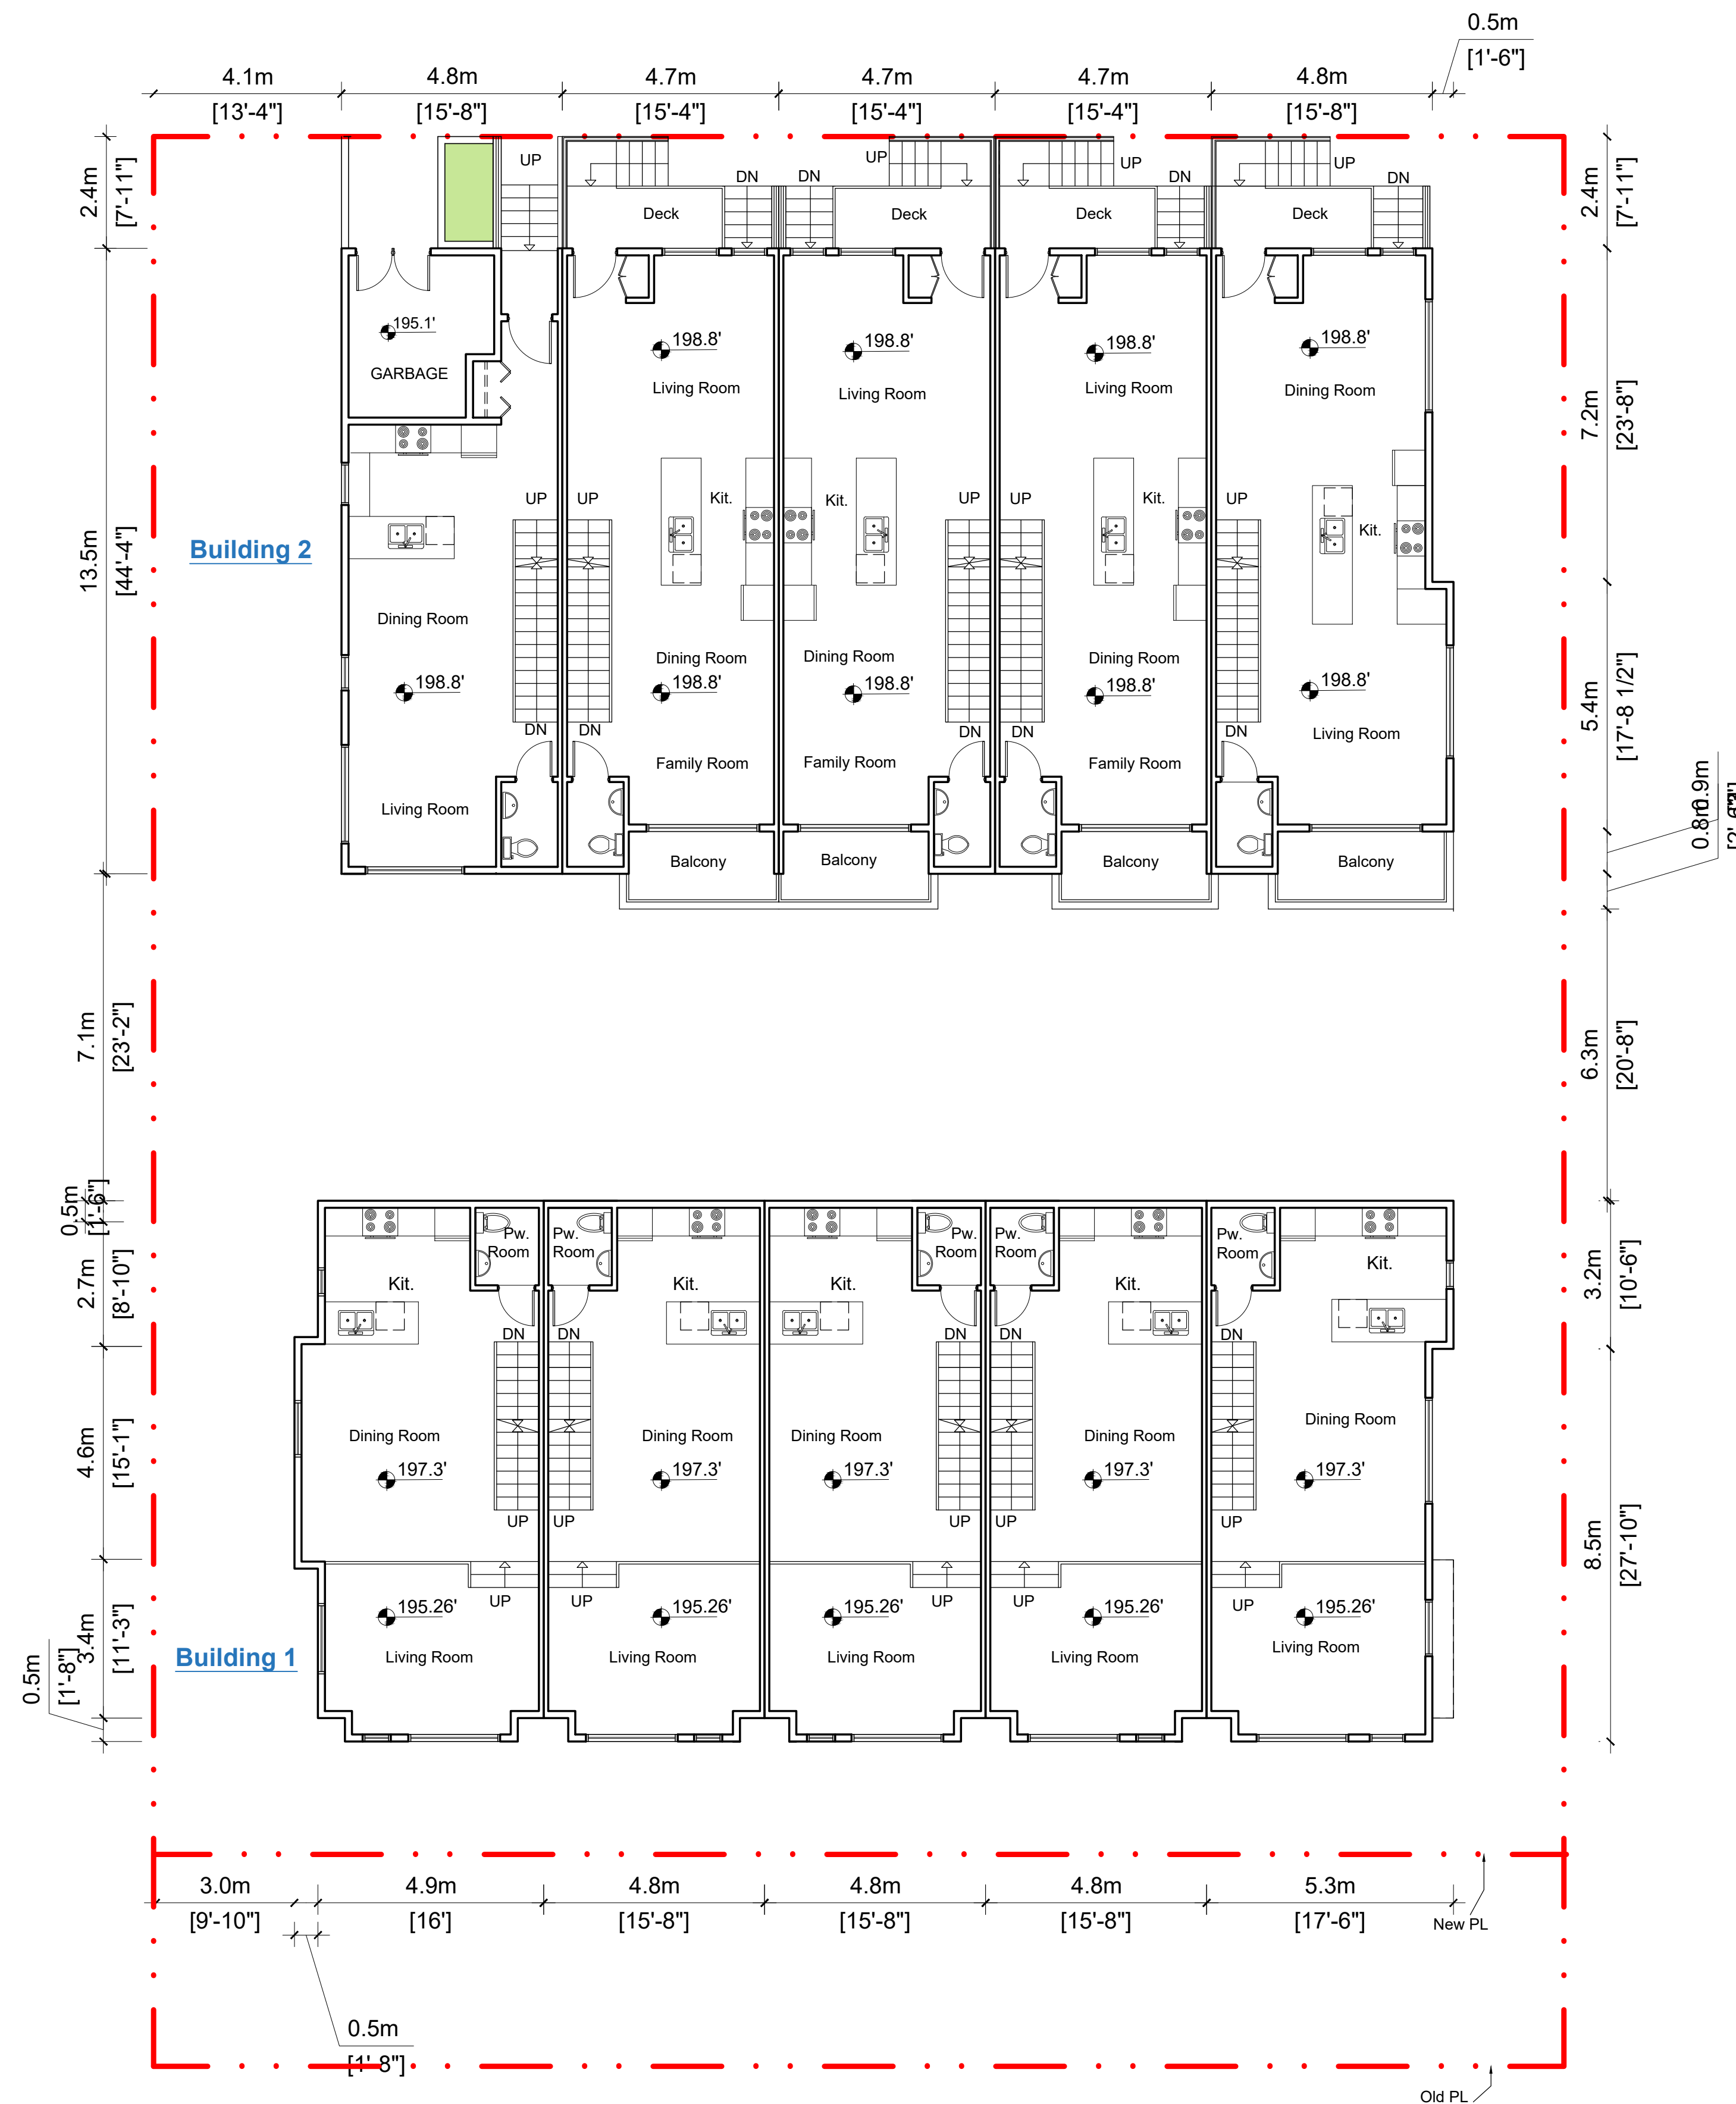 0.5m
[1'-6"]
4.1m
4.8m
4.7m
4.7m
4.7m
4.8m
[13'-4"]
[15'-8"]
[15'-4"]
[15'-4"]
[15'-4"]
[15'-8"]
2.4m
[7'-11"]
UP
UP
UP
UP
DN
DN
DN
DN
Deck
Deck
Deck
Deck
2.4m
[7'-11"]
195.1'
GARBAGE
198.8'
Living Room
198.8'
Living Room
198.8'
Living Room
198.8'
Dining Room
7.2m
[23'-8"]
UP
UP
Kit.
Kit.
UP
UP
Kit.
UP
Kit.
Building 2
13.5m
[44'-4"]
Dining Room
198.8'
Dining Room
198.8'
Dining Room
198.8'
Dining Room
198.8'
198.8'
5.4m
[17'-8 1/2"]
DN
DN
DN
DN
DN
Living Room
Family Room
Family Room
Family Room
Living Room
0.9m
0.8m
Balcony
Balcony
Balcony
Balcony
7.1m
[23'-2"]
6.3m
[20'-8"]
0.5m
[1'-6"]
Pw.
Room
Pw.
Room
Pw.
Room
Pw.
Room
Pw.
Room
Kit.
Kit.
Kit.
Kit.
Kit.
2.7m
[8'-10"]
3.2m
[10'-6"]
DN
DN
DN
DN
DN
Dining Room
Dining Room
Dining Room
Dining Room
Dining Room
4.6m
[15'-1"]
197.3'
197.3'
197.3'
197.3'
197.3'
UP
UP
UP
UP
UP
8.5m
[27'-10"]
UP
UP
UP
UP
UP
195.26'
195.26'
195.26'
195.26'
195.26'
Living Room
Living Room
Living Room
Living Room
Living Room
Building 1
3.4m
[11'-3"]
0.5m
[1'-8"]
3.0m
4.9m
4.8m
4.8m
4.8m
5.3m
[9'-10"]
[16']
[15'-8"]
[15'-8"]
[15'-8"]
[17'-6"]
New PL
0.5m
[1'-8"]
Old PL